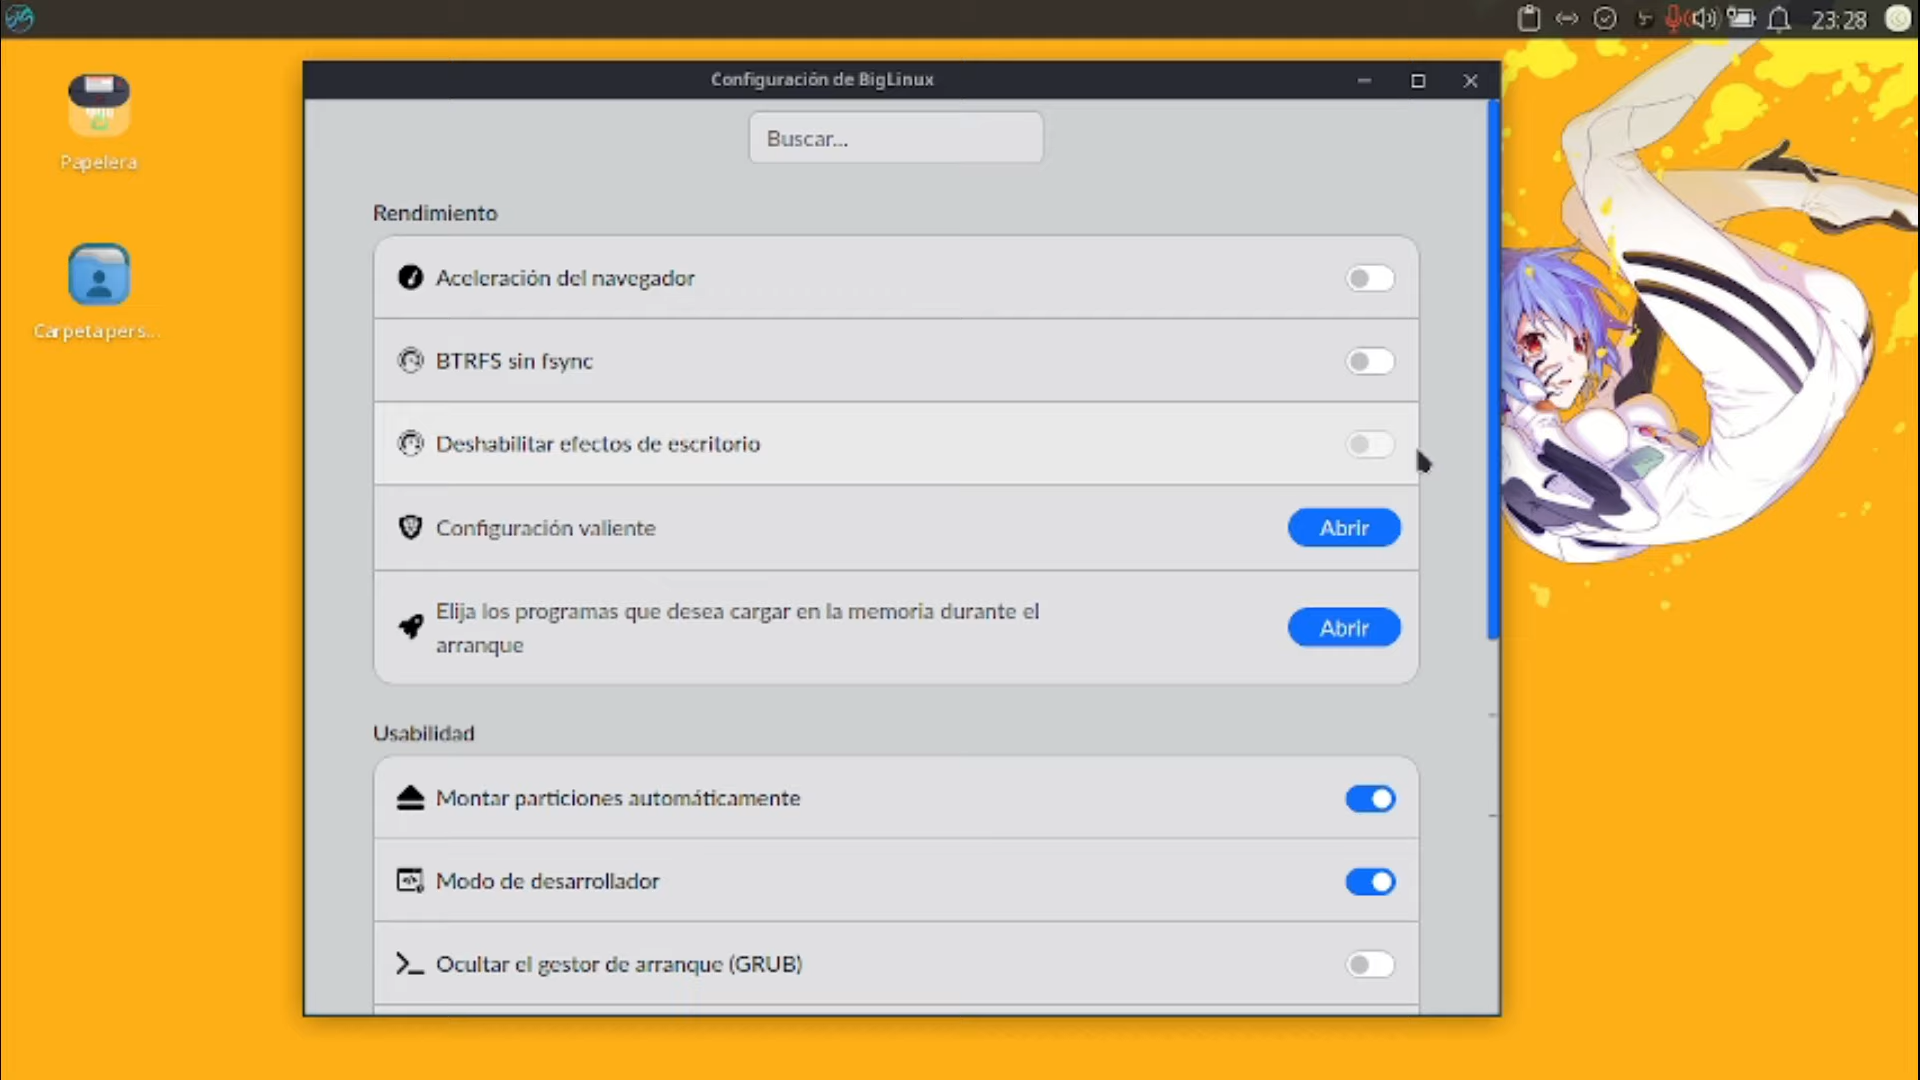 23:28
Configuración de BigLinux
Buscar...
Papelera
Carpeta pers...
Rendimiento
Aceleración del navegador
BTRFS sin fsync
Deshabilitar efectos de escritorio
Configuración valiente
Abrir
Elija los programas que desea cargar en la memoria durante el
arranque
Abrir
Usabilidad
Montar particiones automáticamente
Modo de desarrollador
Ocultar el gestor de arranque (GRUB)